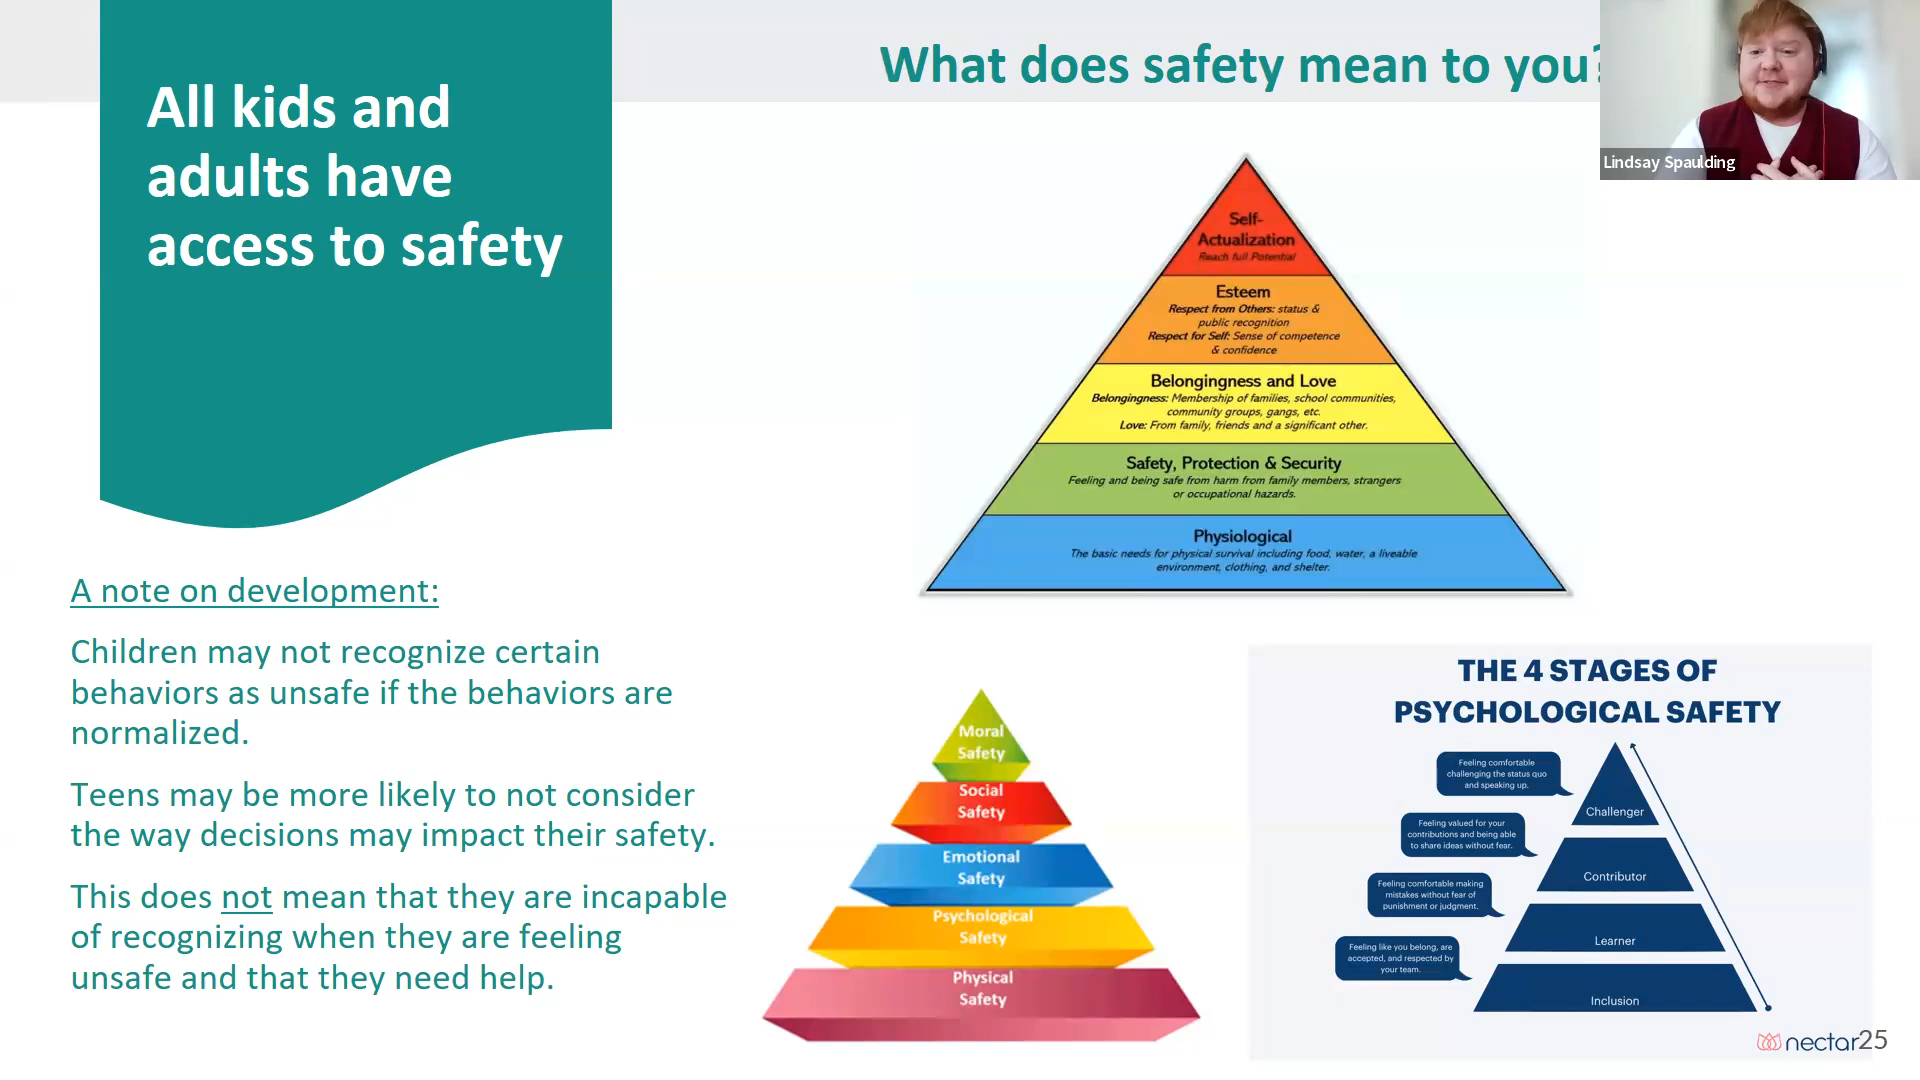 All kids and
adults have
access to safety
What does safety mean to you?
Lindsay Spaulding
Self-
Actualization
Reach full Potential
Esteem
Respect from Others: status &
public recognition
Respect for Self: Sense of competence
& confidence
Belongingness and Love
Belongingness: Membership of families, school communities,
community groups, gangs, etc.
Love: From family, friends and a significant other.
Safety, Protection & Security
Feeling and being safe from harm from family members, strangers
or occupational hazards.
Physiological
The basic needs for physical survival including food, water, a liveable
environment, clothing, and shelter.
A note on development:
Children may not recognize certain
behaviors as unsafe if the behaviors are
normalized.
Teens may be more likely to not consider
the way decisions may impact their safety.
This does not mean that they are incapable
of recognizing when they are feeling
unsafe and that they need help.
Moral
Safety
Social
Safety
Emotional
Safety
Psychological
Safety
Physical
Safety
THE 4 STAGES OF
PSYCHOLOGICAL SAFETY
Feeling comfortable
challenging the status quo
and speaking up.
Challenger
Feeling valued for your
contributions and being able
to share ideas without fear.
Contributor
Feeling comfortable making
mistakes without fear of
punishment or judgment.
Learner
Feeling like you belong, are
accepted, and respected by
your team.
Inclusion
nectar
25